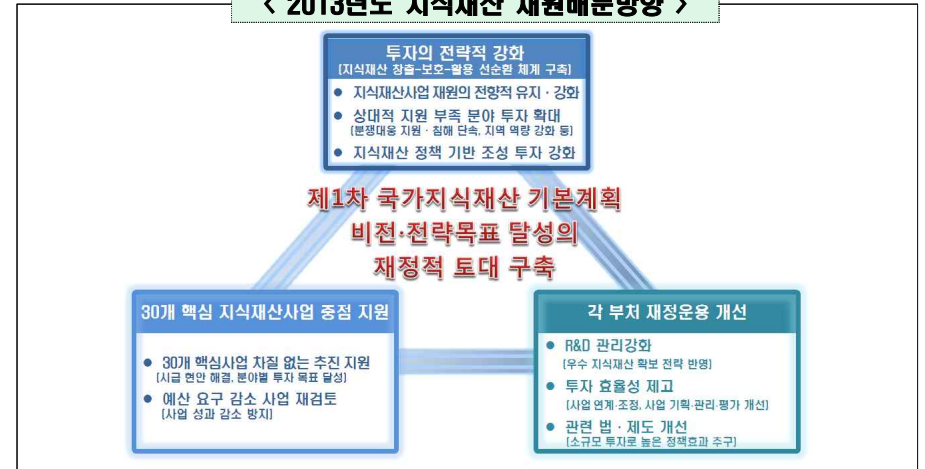 < 2013년도 지식재산 재원배분방향 >
투자의 전략적 강화
(지식재산 창출-보호-활용 선순환 체계 구축)
● 지식재산사업 재원의 전향적 유지 · 강화
● 상대적 지원 부족 분야 투자 확대
(분쟁대응 지원 · 침해 단속, 지역 역량 강화 등)
● 지식재산 정책 기반 조성 투자 강화
제1차 국가지식재산 기본계획
비전·전략목표 달성의
재정적 토대 구축
30개 핵심 지식재산사업 중점 지원
● 30개 핵심사업 차질 없는 추진 지원
(시급 현안 해결, 분야별 투자 목표 달성)
● 예산 요구 감소 사업 재검토
(사업 성과 감소 방지)
각 부처 재정운용 개선
● R&D 관리강화
(우수 지식재산 확보 전략 반영)
● 투자 효율성 제고
(사업 연계·조정, 사업 기획·관리·평가 개선)
● 관련 법 · 제도 개선
(소규모 투자로 높은 정책효과 추구)